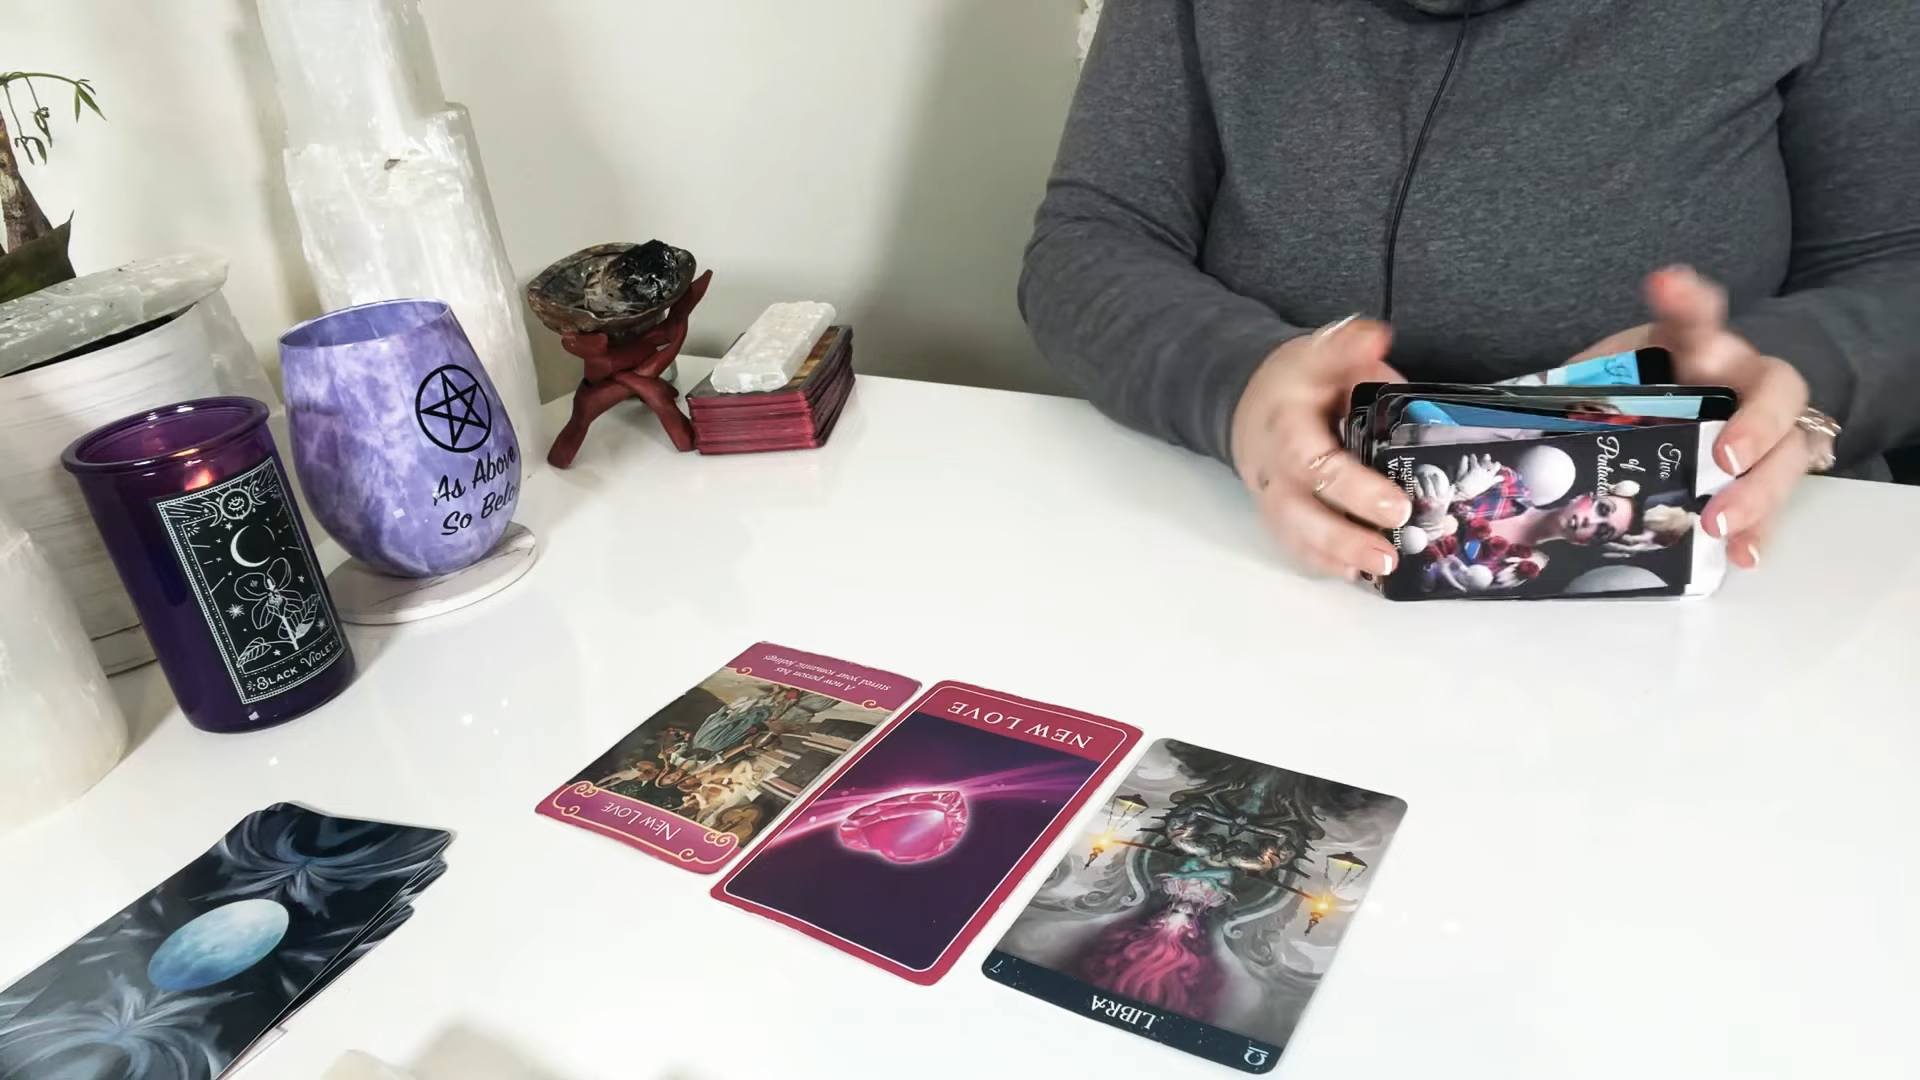 As Above
So Belo
BLACK VIOLET
Two
of
Pentacles
A new person has
stirred your romantic feelings
NEW LOVE
NEW LOVE
7
LIBRA
♎